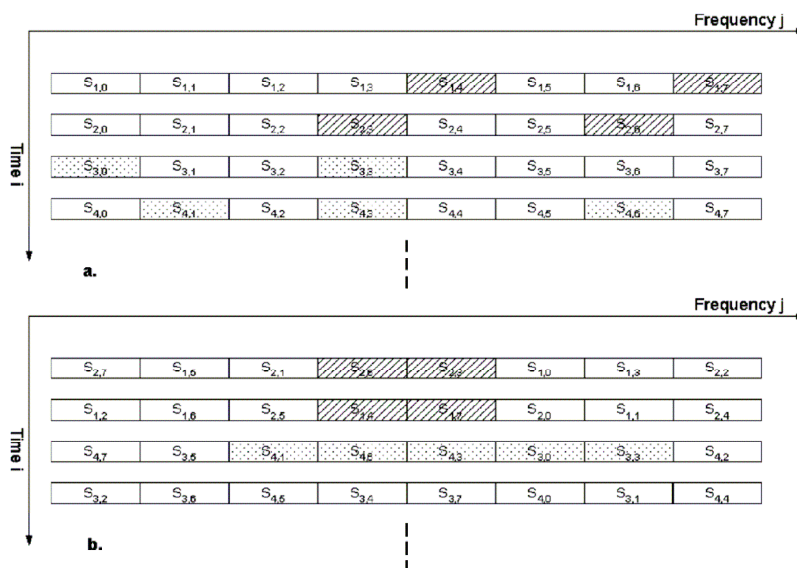 Frequency j
Time i
S1,0 S1,1 S1,2 S1,3 S1,4 S1,5 S1,6 S1,7
S2,0 S2,1 S2,2 S2,3 S2,4 S2,5 S2,6 S2,7
S3,0 S3,1 S3,2 S3,3 S3,4 S3,5 S3,6 S3,7
S4,0 S4,1 S4,2 S4,3 S4,4 S4,5 S4,6 S4,7
a.
Frequency j
Time i
S2,7 S1,5 S2,1 S2,6 S2,3 S1,0 S1,3 S2,2
S1,2 S1,6 S2,5 S1,4 S1,7 S2,0 S1,1 S2,4
S4,7 S3,5 S4,1 S4,6 S4,3 S3,0 S3,3 S4,2
S3,2 S3,6 S4,5 S3,4 S3,7 S4,0 S3,1 S4,4
b.